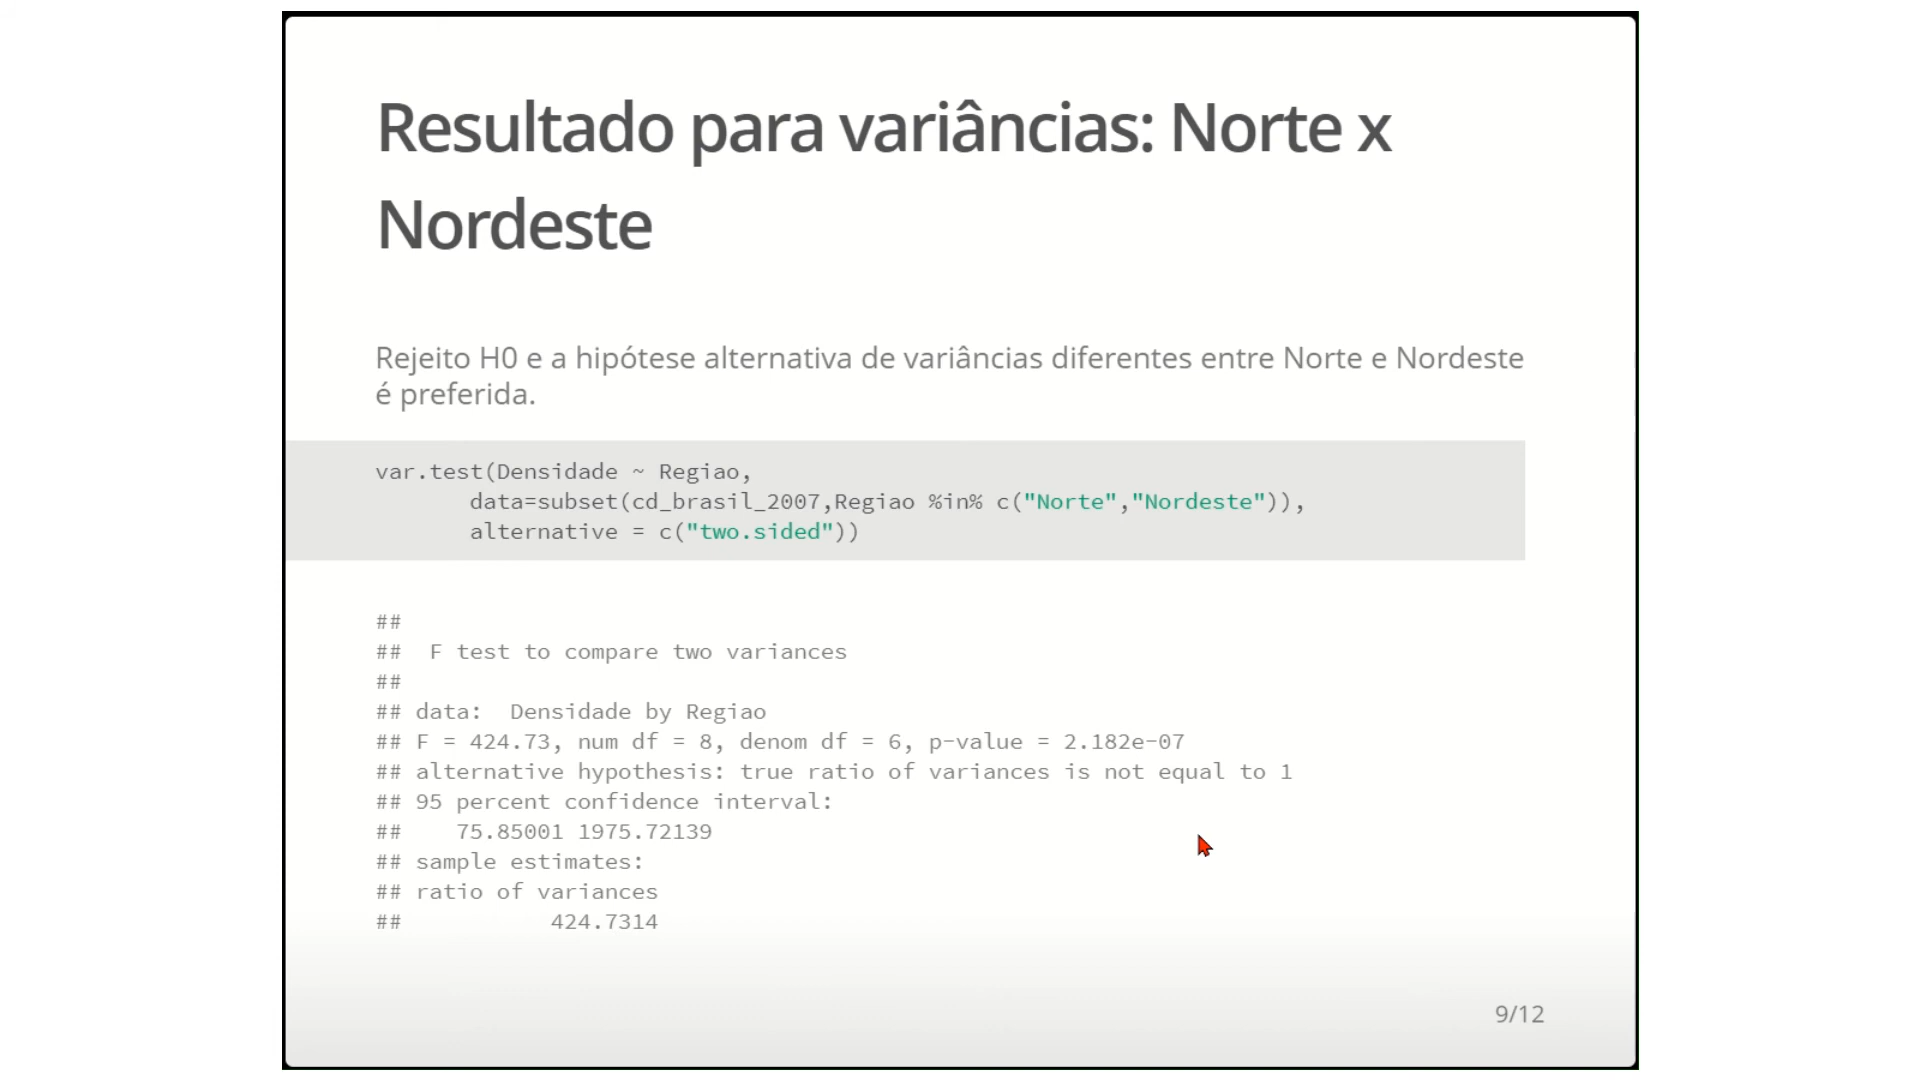 Resultado para variâncias: Norte x
Nordeste
Rejeito H0 e a hipótese alternativa de variâncias diferentes entre Norte e Nordeste
é preferida.
var.test(Densidade ~ Regiao,
       data=subset(cd_brasil_2007,Regiao %in% c("Norte","Nordeste")),
       alternative = c("two.sided"))
##
##  F test to compare two variances
##
## data:  Densidade by Regiao
## F = 424.73, num df = 8, denom df = 6, p-value = 2.182e-07
## alternative hypothesis: true ratio of variances is not equal to 1
## 95 percent confidence interval:
##    75.85001 1975.72139
## sample estimates:
## ratio of variances
##           424.7314
9/12